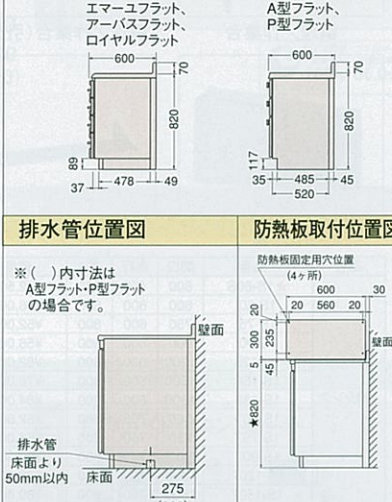 エマーユフラット、
アーバスフラット、
ロイヤルフラット
600
70
820
89
37
478
49
A型フラット、
P型フラット
600
70
820
117
35
485
45
520
排水管位置図
※( )内寸法は
A型フラット・P型フラット
の場合です。
壁面
排水管
床面より
50mm以内
床面
275
防熱板取付位置図
防熱板固定用穴位置
(4ヶ所)
600
30
20
560
20
20
300
235
壁面
5
45
★820